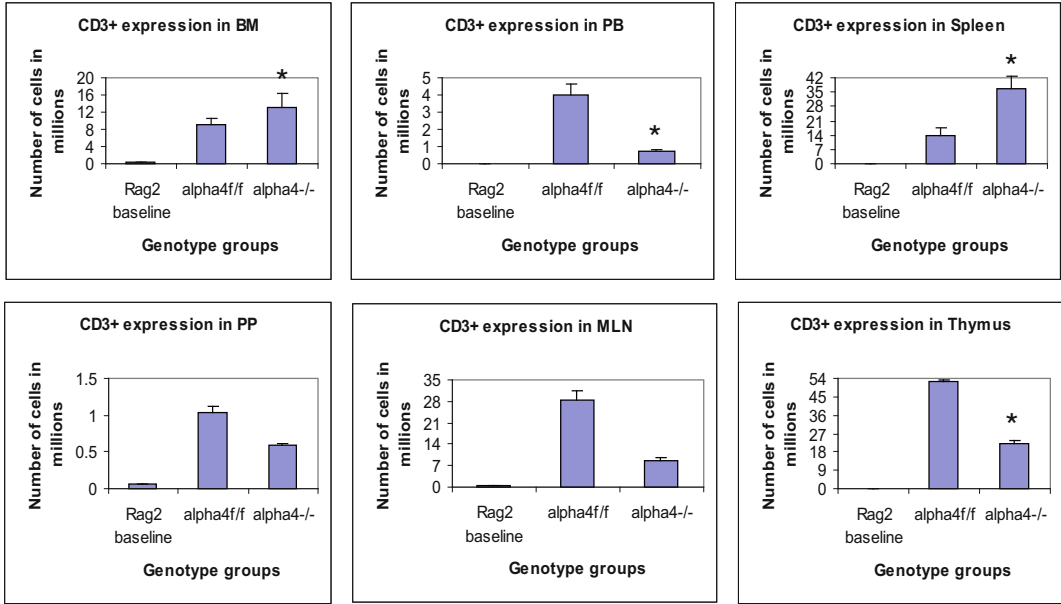 CD3+ expression in BM
Number of cells in
millions
20
16
12
8
4
0
*
Rag2
baseline
alpha4f/f
alpha4-/-
Genotype groups
CD3+ expression in PB
Number of cells in
millions
5
4
3
2
1
0
*
Rag2
baseline
alpha4f/f
alpha4-/-
Genotype groups
CD3+ expression in Spleen
Number of cells in
millions
42
35
28
21
14
7
0
*
Rag2
baseline
alpha4f/f
alpha4-/-
Genotype groups
CD3+ expression in PP
Number of cells in
millions
1.5
1
0.5
0
Rag2
baseline
alpha4f/f
alpha4-/-
Genotype groups
CD3+ expression in MLN
Number of cells in
millions
35
28
21
14
7
0
Rag2
baseline
alpha4f/f
alpha4-/-
Genotype groups
CD3+ expression in Thymus
Number of cells in
millions
54
45
36
27
18
9
0
*
Rag2
baseline
alpha4f/f
alpha4-/-
Genotype groups